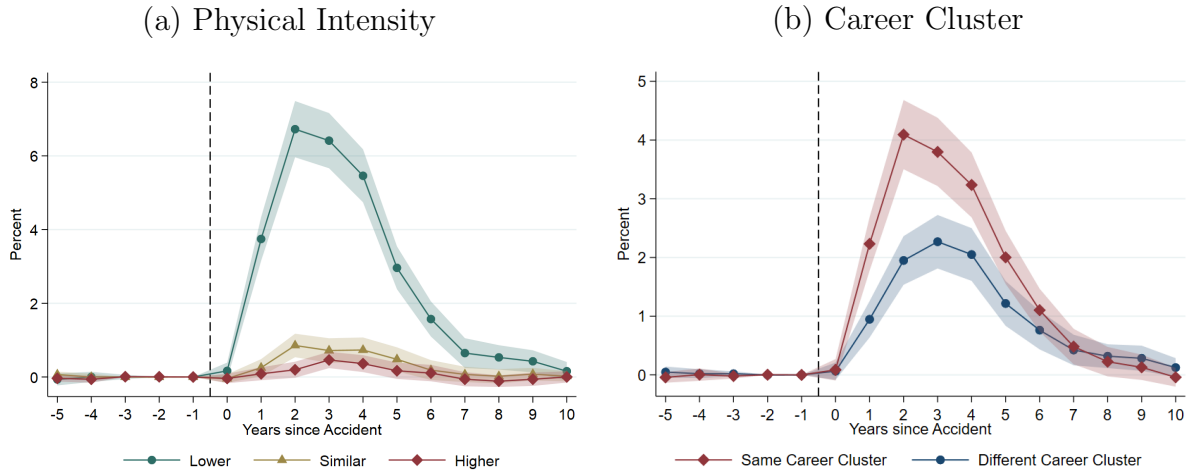 (a) Physical Intensity
8
6
4
2
0
Percent
-5 -4 -3 -2 -1 0 1 2 3 4 5 6 7 8 9 10
Years since Accident
Lower Similar Higher
(b) Career Cluster
5
4
3
2
1
0
Percent
-5 -4 -3 -2 -1 0 1 2 3 4 5 6 7 8 9 10
Years since Accident
Same Career Cluster Different Career Cluster